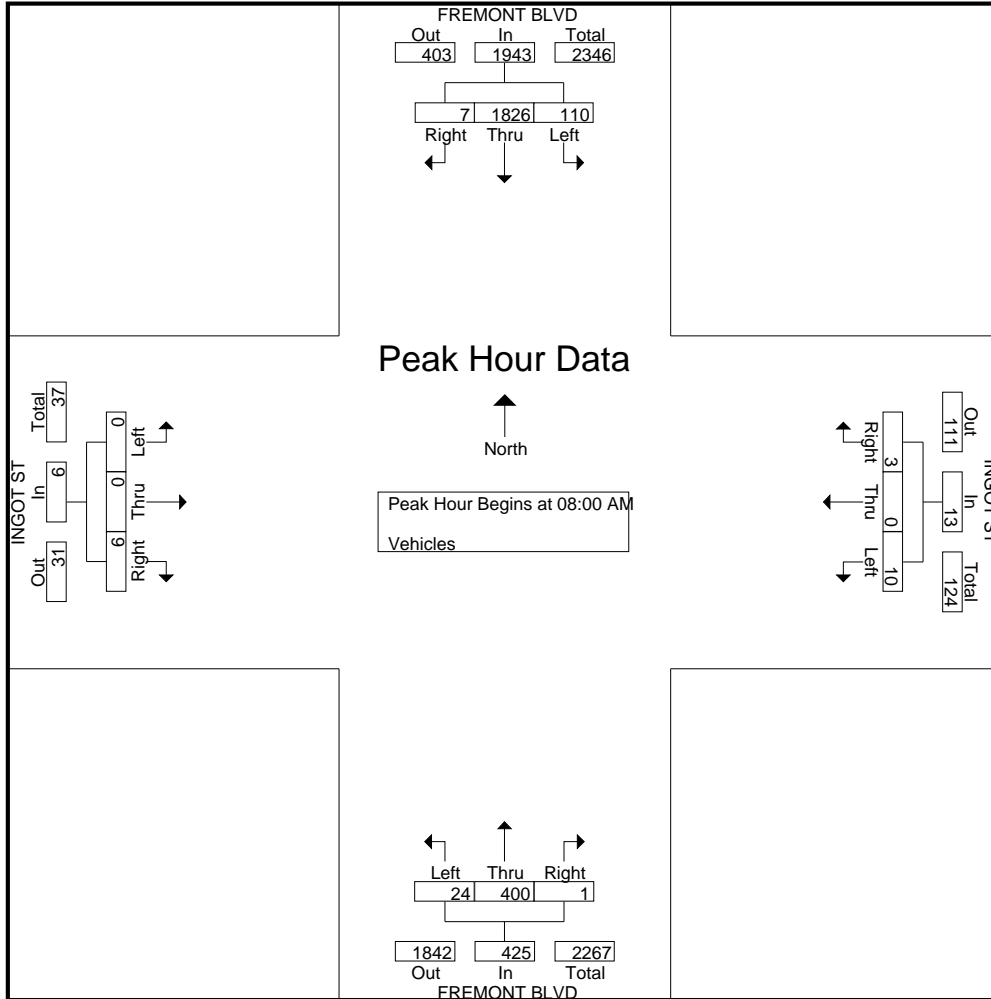 FREMONT BLVD
Out In Total
403 1943 2346
7 1826 110
Right Thru Left
Peak Hour Data
North
Peak Hour Begins at 08:00 AM
Vehicles
INGOT ST
Total In Out
37 6 31
0 0 6
Left Thru Right
Right Thru Left
3 0 10
111 13 124
Out In Total
INGOT ST
Left Thru Right
24 400 1
1842 425 2267
Out In Total
FREMONT BLVD